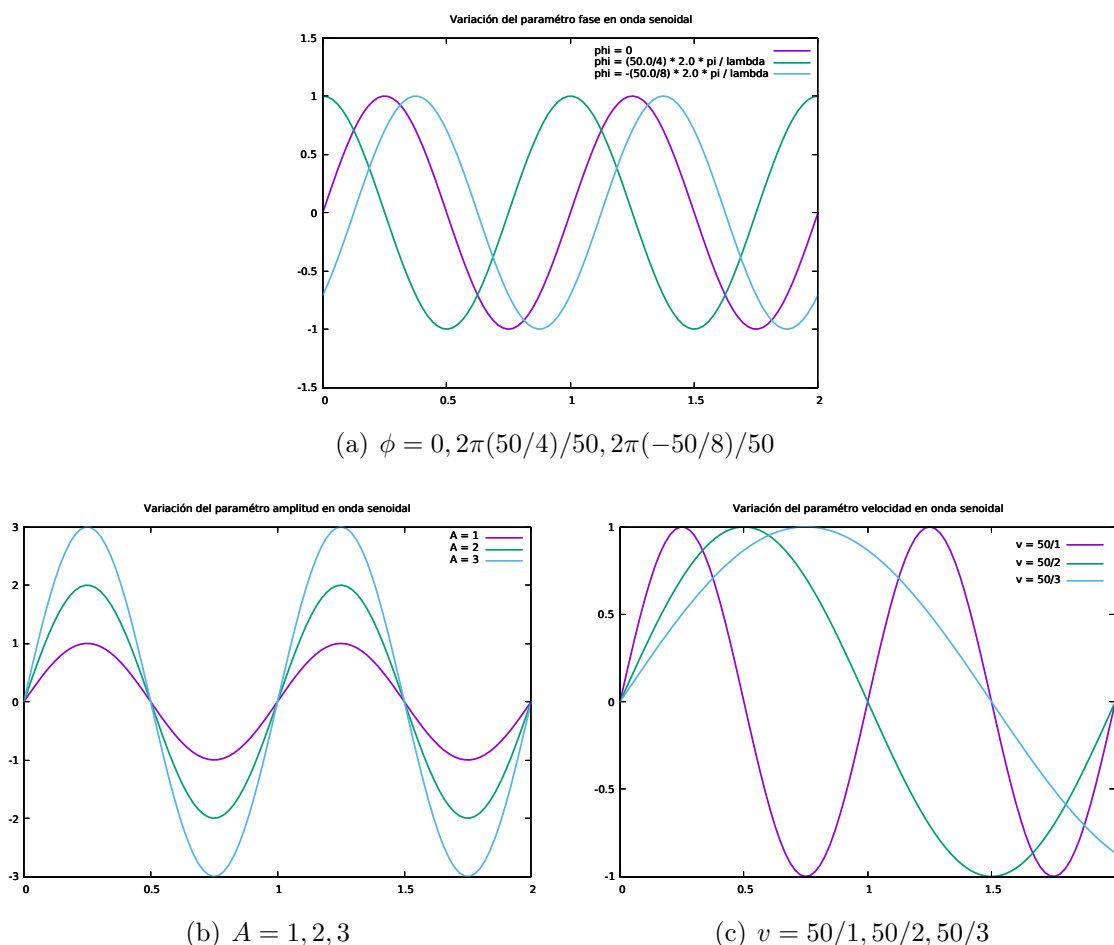 Variación del paramétro fase en onda senoidal
1.5
phi = 0
phi = (50.0/4) * 2.0 * pi / lambda
phi = -(50.0/8) * 2.0 * pi / lambda
1
0.5
0
-0.5
-1
-1.5
0 0.5 1 1.5 2
(a) ϕ = 0, 2π(50/4)/50, 2π(−50/8)/50
Variación del paramétro amplitud en onda senoidal
3
A = 1
A = 2
A = 3
2
1
0
-1
-2
-3
0 0.5 1 1.5 2
(b) A = 1, 2, 3
Variación del paramétro velocidad en onda senoidal
1
v = 50/1
v = 50/2
v = 50/3
0.5
0
-0.5
-1
0 0.5 1 1.5
(c) v = 50/1, 50/2, 50/3